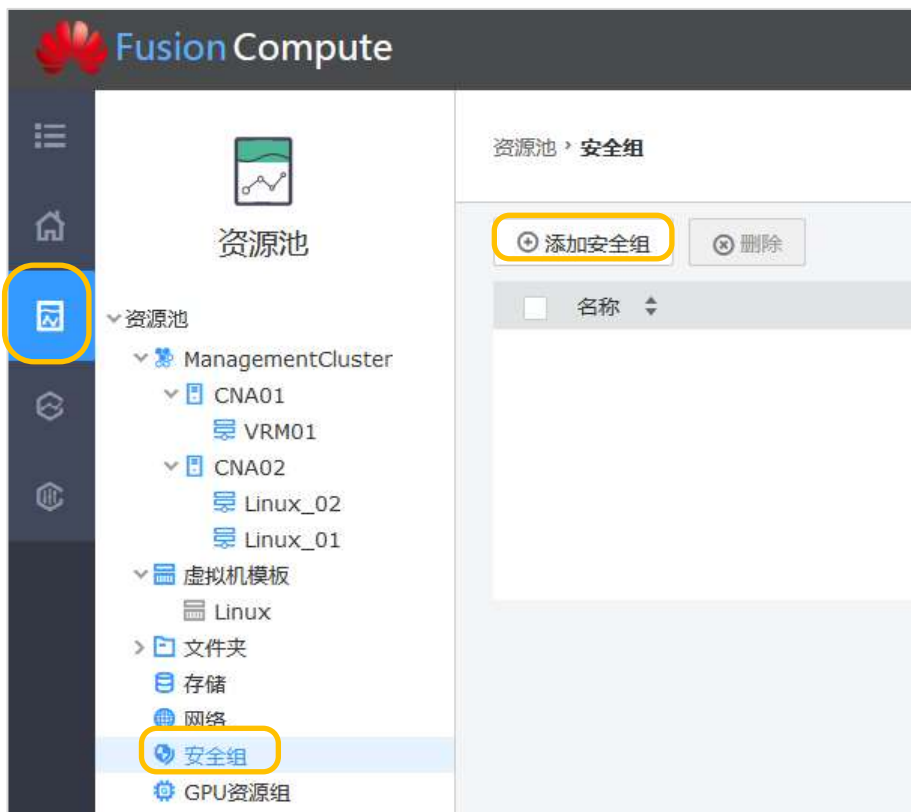 Fusion Compute
资源池
资源池 › 安全组
添加安全组
删除
名称
资源池
ManagementCluster
CNA01
VRM01
CNA02
Linux_02
Linux_01
虚拟机模板
Linux
文件夹
存储
网络
安全组
GPU资源组